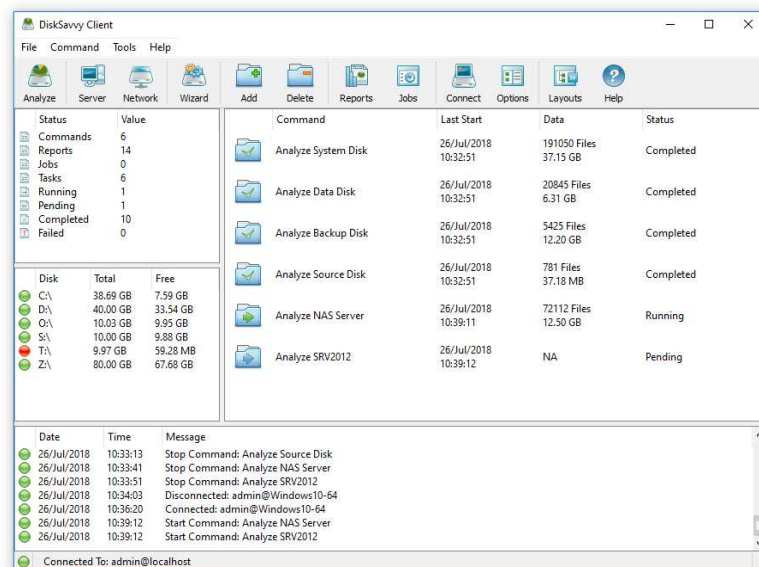 DiskSavvy Client
File Command Tools Help
Analyze Server Network Wizard Add Delete Reports Jobs Connect Options Layouts Help
Status Value
Commands 6
Reports 14
Jobs 0
Tasks 6
Running 1
Pending 1
Completed 10
Failed 0
Disk Total Free
C:\ 38.69 GB 7.59 GB
D:\ 40.00 GB 33.54 GB
O:\ 10.03 GB 9.95 GB
S:\ 10.00 GB 9.88 GB
T:\ 9.97 GB 59.28 MB
Z:\ 80.00 GB 67.68 GB
Command Last Start Data Status
Analyze System Disk 26/Jul/2018 10:32:51 191050 Files 37.15 GB Completed
Analyze Data Disk 26/Jul/2018 10:32:51 20845 Files 6.31 GB Completed
Analyze Backup Disk 26/Jul/2018 10:32:51 5425 Files 12.20 GB Completed
Analyze Source Disk 26/Jul/2018 10:32:51 781 Files 37.18 MB Completed
Analyze NAS Server 26/Jul/2018 10:39:11 72112 Files 12.50 GB Running
Analyze SRV2012 26/Jul/2018 10:39:12 NA Pending
Date Time Message
26/Jul/2018 10:33:13 Stop Command: Analyze Source Disk
26/Jul/2018 10:33:41 Stop Command: Analyze NAS Server
26/Jul/2018 10:33:51 Stop Command: Analyze SRV2012
26/Jul/2018 10:34:03 Disconnected: admin@Windows10-64
26/Jul/2018 10:36:20 Connected: admin@Windows10-64
26/Jul/2018 10:39:12 Start Command: Analyze NAS Server
26/Jul/2018 10:39:12 Start Command: Analyze SRV2012
Connected To: admin@localhost